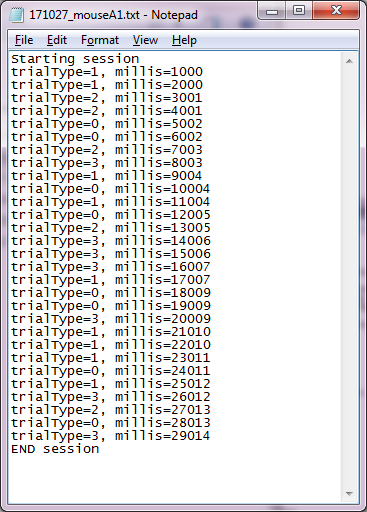 171027_mouseA1.txt - Notepad
File Edit Format View Help
Starting session
trialType=1, millis=1000
trialType=1, millis=2000
trialType=2, millis=3001
trialType=2, millis=4001
trialType=0, millis=5002
trialType=0, millis=6002
trialType=2, millis=7003
trialType=3, millis=8003
trialType=1, millis=9004
trialType=0, millis=10004
trialType=1, millis=11004
trialType=0, millis=12005
trialType=2, millis=13005
trialType=3, millis=14006
trialType=3, millis=15006
trialType=3, millis=16007
trialType=1, millis=17007
trialType=0, millis=18009
trialType=0, millis=19009
trialType=3, millis=20009
trialType=1, millis=21010
trialType=1, millis=22010
trialType=1, millis=23011
trialType=0, millis=24011
trialType=1, millis=25012
trialType=3, millis=26012
trialType=2, millis=27013
trialType=0, millis=28013
trialType=3, millis=29014
END session